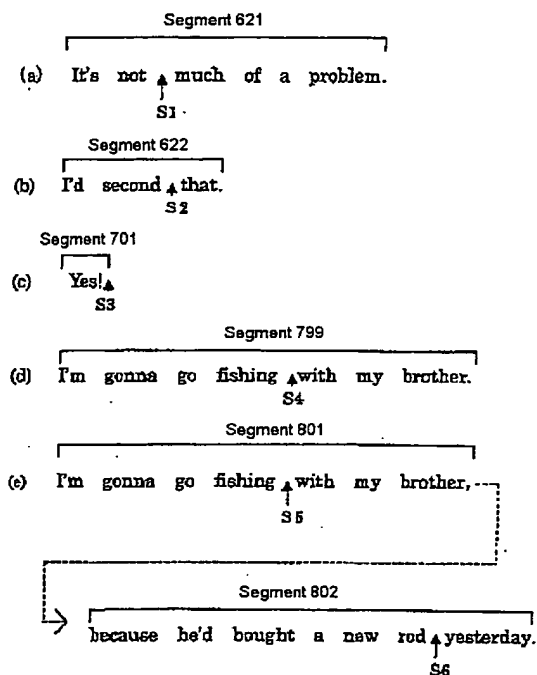 Segment 621
(a) It's not much of a problem.
S1
Segment 622
(b) I'd second that.
S2
Segment 701
(c) Yes!
S3
Segment 799
(d) I'm gonna go fishing with my brother.
S4
Segment 801
(e) I'm gonna go fishing with my brother,
S5
Segment 802
because he'd bought a new rod yesterday.
S6